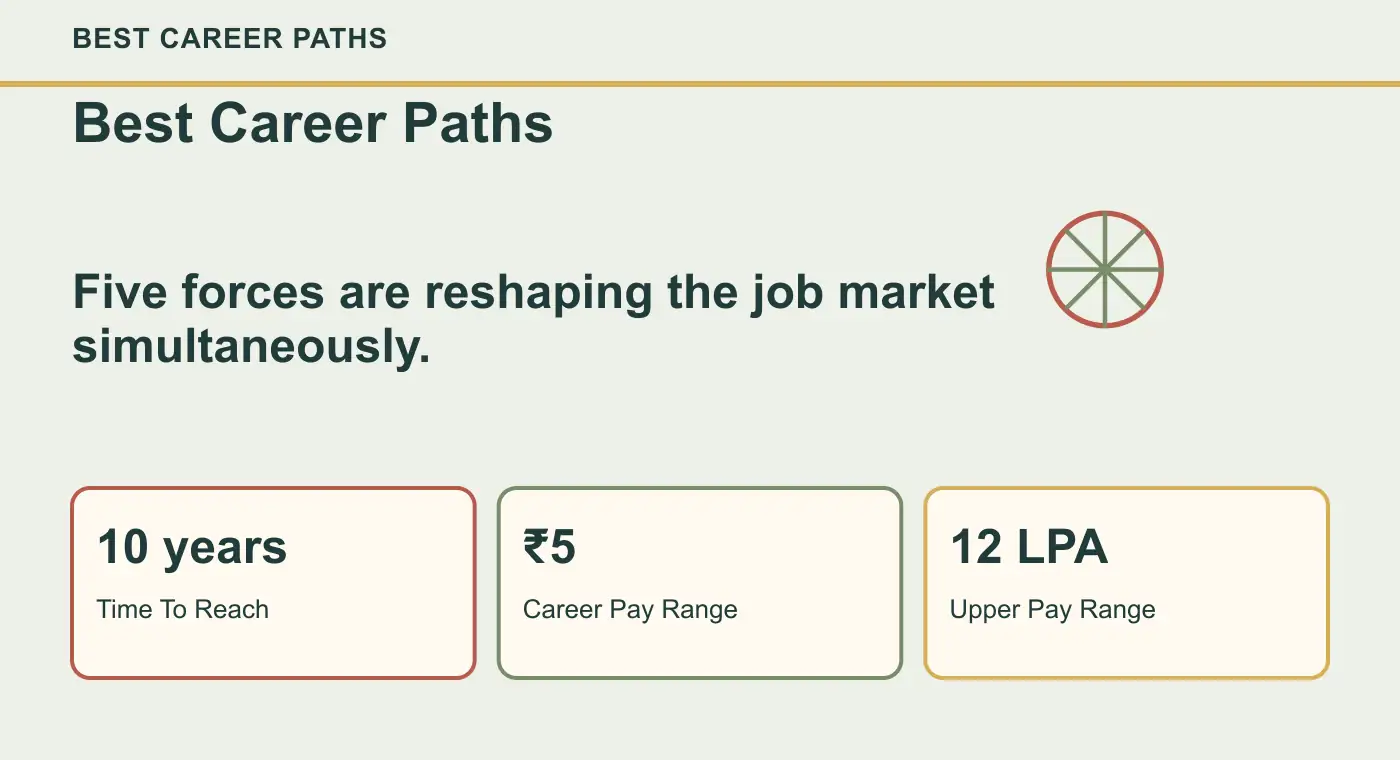 BEST CAREER PATHS
Best Career Paths
Five forces are reshaping the job market
simultaneously.
10 years
Time To Reach
₹5
Career Pay Range
12 LPA
Upper Pay Range